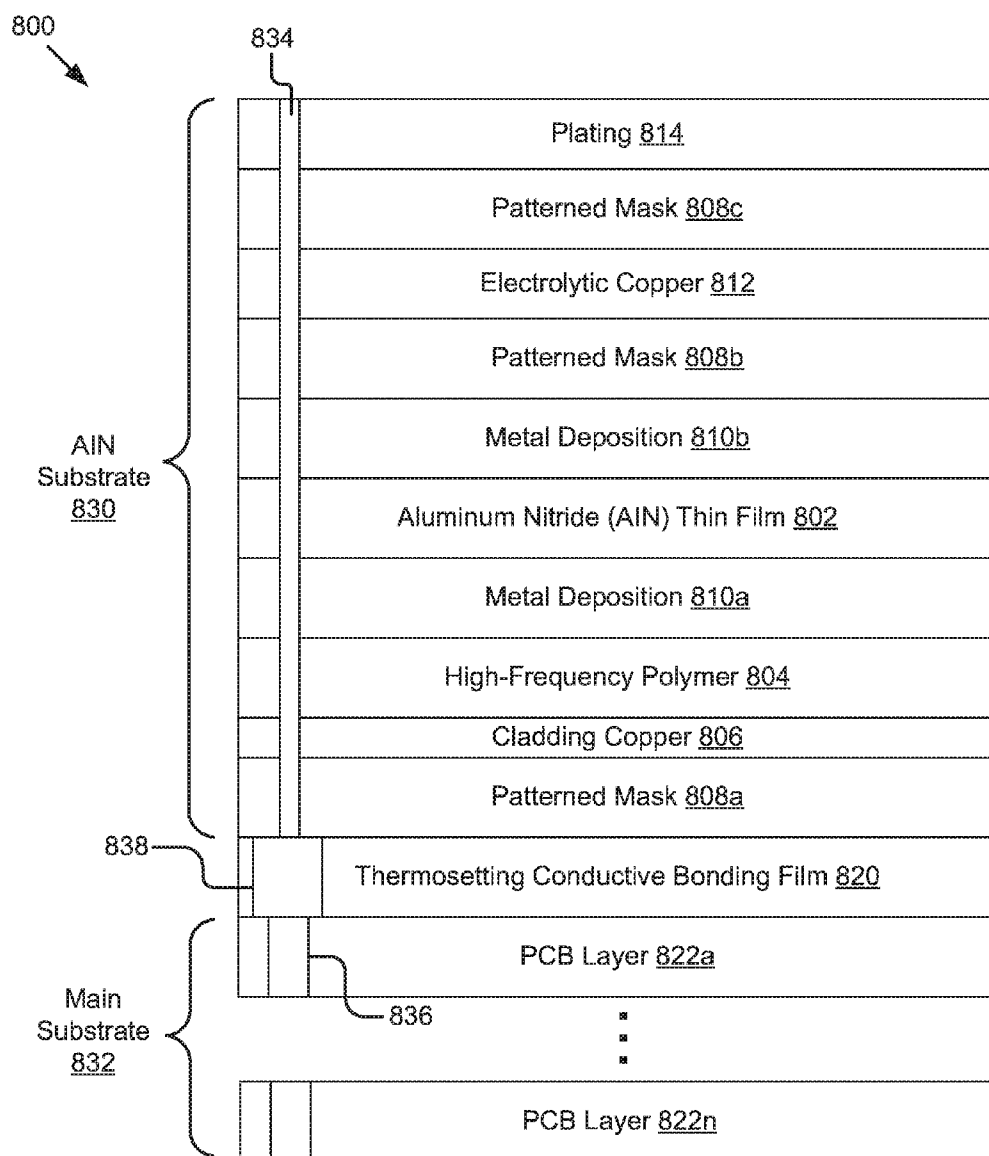 800
834
Plating 814
Patterned Mask 808c
Electrolytic Copper 812
Patterned Mask 808b
Metal Deposition 810b
AlN
Substrate
830
Aluminum Nitride (AlN) Thin Film 802
Metal Deposition 810a
High-Frequency Polymer 804
Cladding Copper 806
Patterned Mask 808a
838
Thermosetting Conductive Bonding Film 820
PCB Layer 822a
836
Main
Substrate
832
PCB Layer 822n